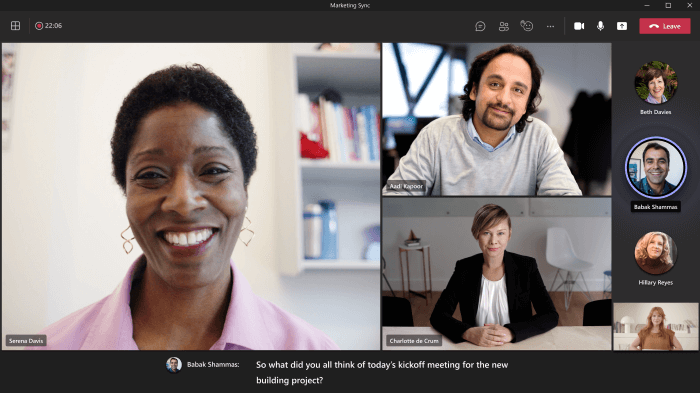 Marketing Sync
22:06
Leave
Beth Davies
Aadi Kapoor
Babak Shammas
Hillary Reyes
Serena Davis
Charlotte de Crum
Babak Shammas:
So what did you all think of today's kickoff meeting for the new
building project?